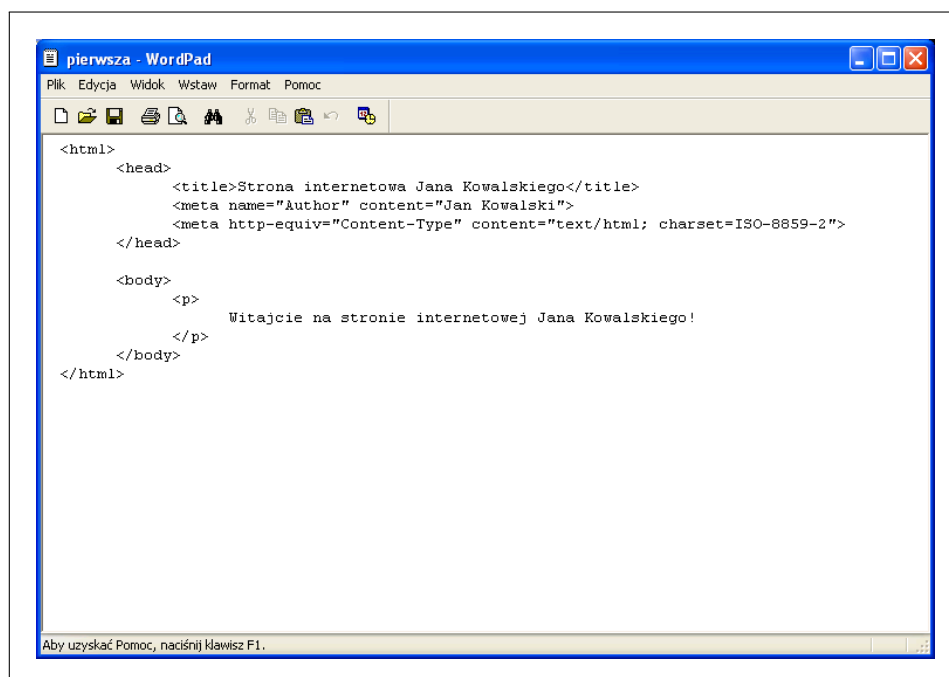 pierwsza - WordPad
Plik Edycja Widok Wstaw Format Pomoc
<html>
<head>
<title>Strona internetowa Jana Kowalskiego</title>
<meta name="Author" content="Jan Kowalski">
<meta http-equiv="Content-Type" content="text/html; charset=ISO-8859-2">
</head>
<body>
<p>
Witajcie na stronie internetowej Jana Kowalskiego!
</p>
</body>
</html>
Aby uzyskać Pomoc, naciśnij klawisz F1.